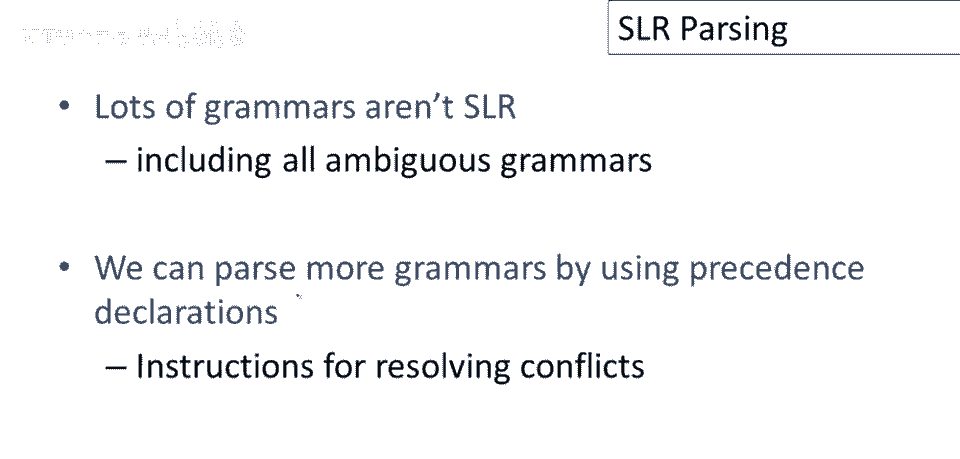 SLR Parsing
• Lots of grammars aren't SLR
– including all ambiguous grammars
• We can parse more grammars by using precedence
declarations
– Instructions for resolving conflicts